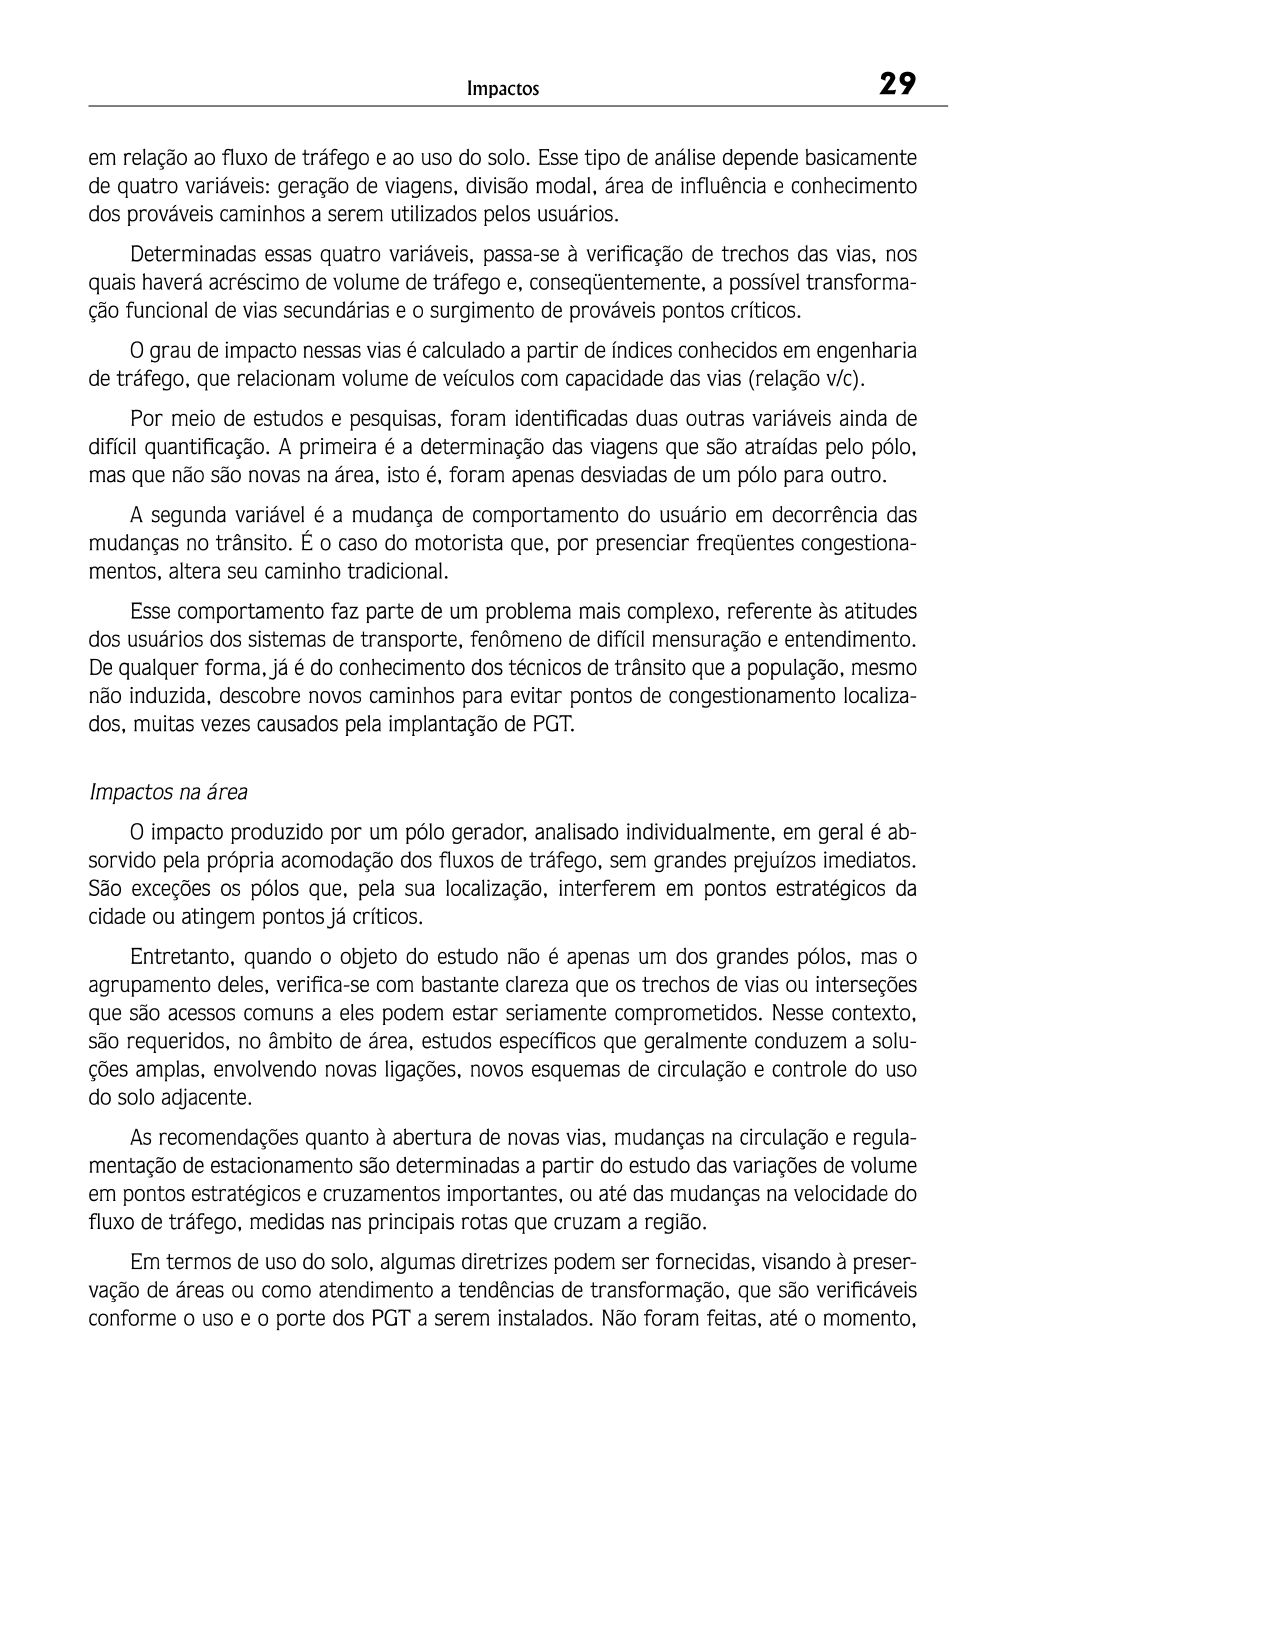 Impactos
29
em relação ao fluxo de tráfego e ao uso do solo. Esse tipo de análise depende basicamente
de quatro variáveis: geração de viagens, divisão modal, área de influência e conhecimento
dos prováveis caminhos a serem utilizados pelos usuários.
Determinadas essas quatro variáveis, passa-se à verificação de trechos das vias, nos
quais haverá acréscimo de volume de tráfego e, conseqüentemente, a possível transforma-
ção funcional de vias secundárias e o surgimento de prováveis pontos críticos.
O grau de impacto nessas vias é calculado a partir de índices conhecidos em engenharia
de tráfego, que relacionam volume de veículos com capacidade das vias (relação v/c).
Por meio de estudos e pesquisas, foram identificadas duas outras variáveis ainda de
difícil quantificação. A primeira é a determinação das viagens que são atraídas pelo pólo,
mas que não são novas na área, isto é, foram apenas desviadas de um pólo para outro.
A segunda variável é a mudança de comportamento do usuário em decorrência das
mudanças no trânsito. É o caso do motorista que, por presenciar freqüentes congestiona-
mentos, altera seu caminho tradicional.
Esse comportamento faz parte de um problema mais complexo, referente às atitudes
dos usuários dos sistemas de transporte, fenômeno de difícil mensuração e entendimento.
De qualquer forma, já é do conhecimento dos técnicos de trânsito que a população, mesmo
não induzida, descobre novos caminhos para evitar pontos de congestionamento localiza-
dos, muitas vezes causados pela implantação de PGT.
Impactos na área
O impacto produzido por um pólo gerador, analisado individualmente, em geral é ab-
sorvido pela própria acomodação dos fluxos de tráfego, sem grandes prejuízos imediatos.
São exceções os pólos que, pela sua localização, interferem em pontos estratégicos da
cidade ou atingem pontos já críticos.
Entretanto, quando o objeto do estudo não é apenas um dos grandes pólos, mas o
agrupamento deles, verifica-se com bastante clareza que os trechos de vias ou interseções
que são acessos comuns a eles podem estar seriamente comprometidos. Nesse contexto,
são requeridos, no âmbito de área, estudos específicos que geralmente conduzem a solu-
ções amplas, envolvendo novas ligações, novos esquemas de circulação e controle do uso
do solo adjacente.
As recomendações quanto à abertura de novas vias, mudanças na circulação e regula-
mentação de estacionamento são determinadas a partir do estudo das variações de volume
em pontos estratégicos e cruzamentos importantes, ou até das mudanças na velocidade do
fluxo de tráfego, medidas nas principais rotas que cruzam a região.
Em termos de uso do solo, algumas diretrizes podem ser fornecidas, visando à preser-
vação de áreas ou como atendimento a tendências de transformação, que são verificáveis
conforme o uso e o porte dos PGT a serem instalados. Não foram feitas, até o momento,